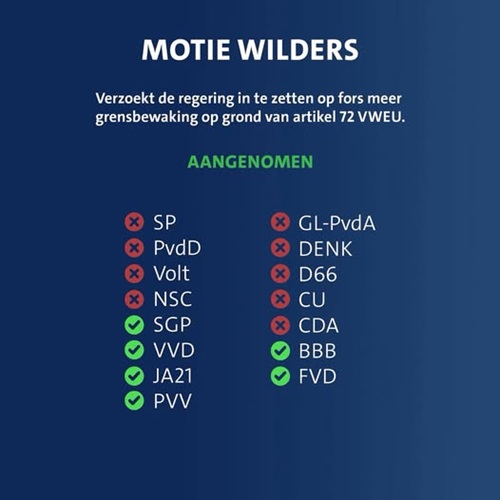 MOTIE WILDERS
Verzoekt de regering in te zetten op fors meer
grensbewaking op grond van artikel 72 VWEU.
AANGENOMEN
SP
PvdD
Volt
NSC
SGP
VVD
JA21
PVV
GL-PvdA
DENK
D66
CU
CDA
BBB
FVD